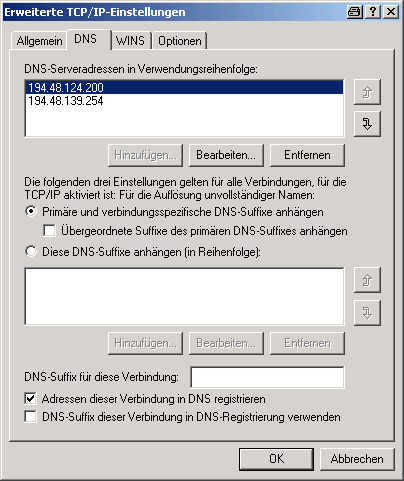 Erweiterte TCP/IP-Einstellungen
Allgemein DNS WINS Optionen
DNS-Serveradressen in Verwendungsreihenfolge:
194.48.124.200
194.48.139.254
Hinzufügen... Bearbeiten... Entfernen
Die folgenden drei Einstellungen gelten für alle Verbindungen, für die
TCP/IP aktiviert ist: Für die Auflösung unvollständiger Namen:
Primäre und verbindungsspezifische DNS-Suffixe anhängen
Übergeordnete Suffixe des primären DNS-Suffixes anhängen
Diese DNS-Suffixe anhängen (in Reihenfolge):
Hinzufügen... Bearbeiten... Entfernen
DNS-Suffix für diese Verbindung:
Adressen dieser Verbindung in DNS registrieren
DNS-Suffix dieser Verbindung in DNS-Registrierung verwenden
OK Abbrechen